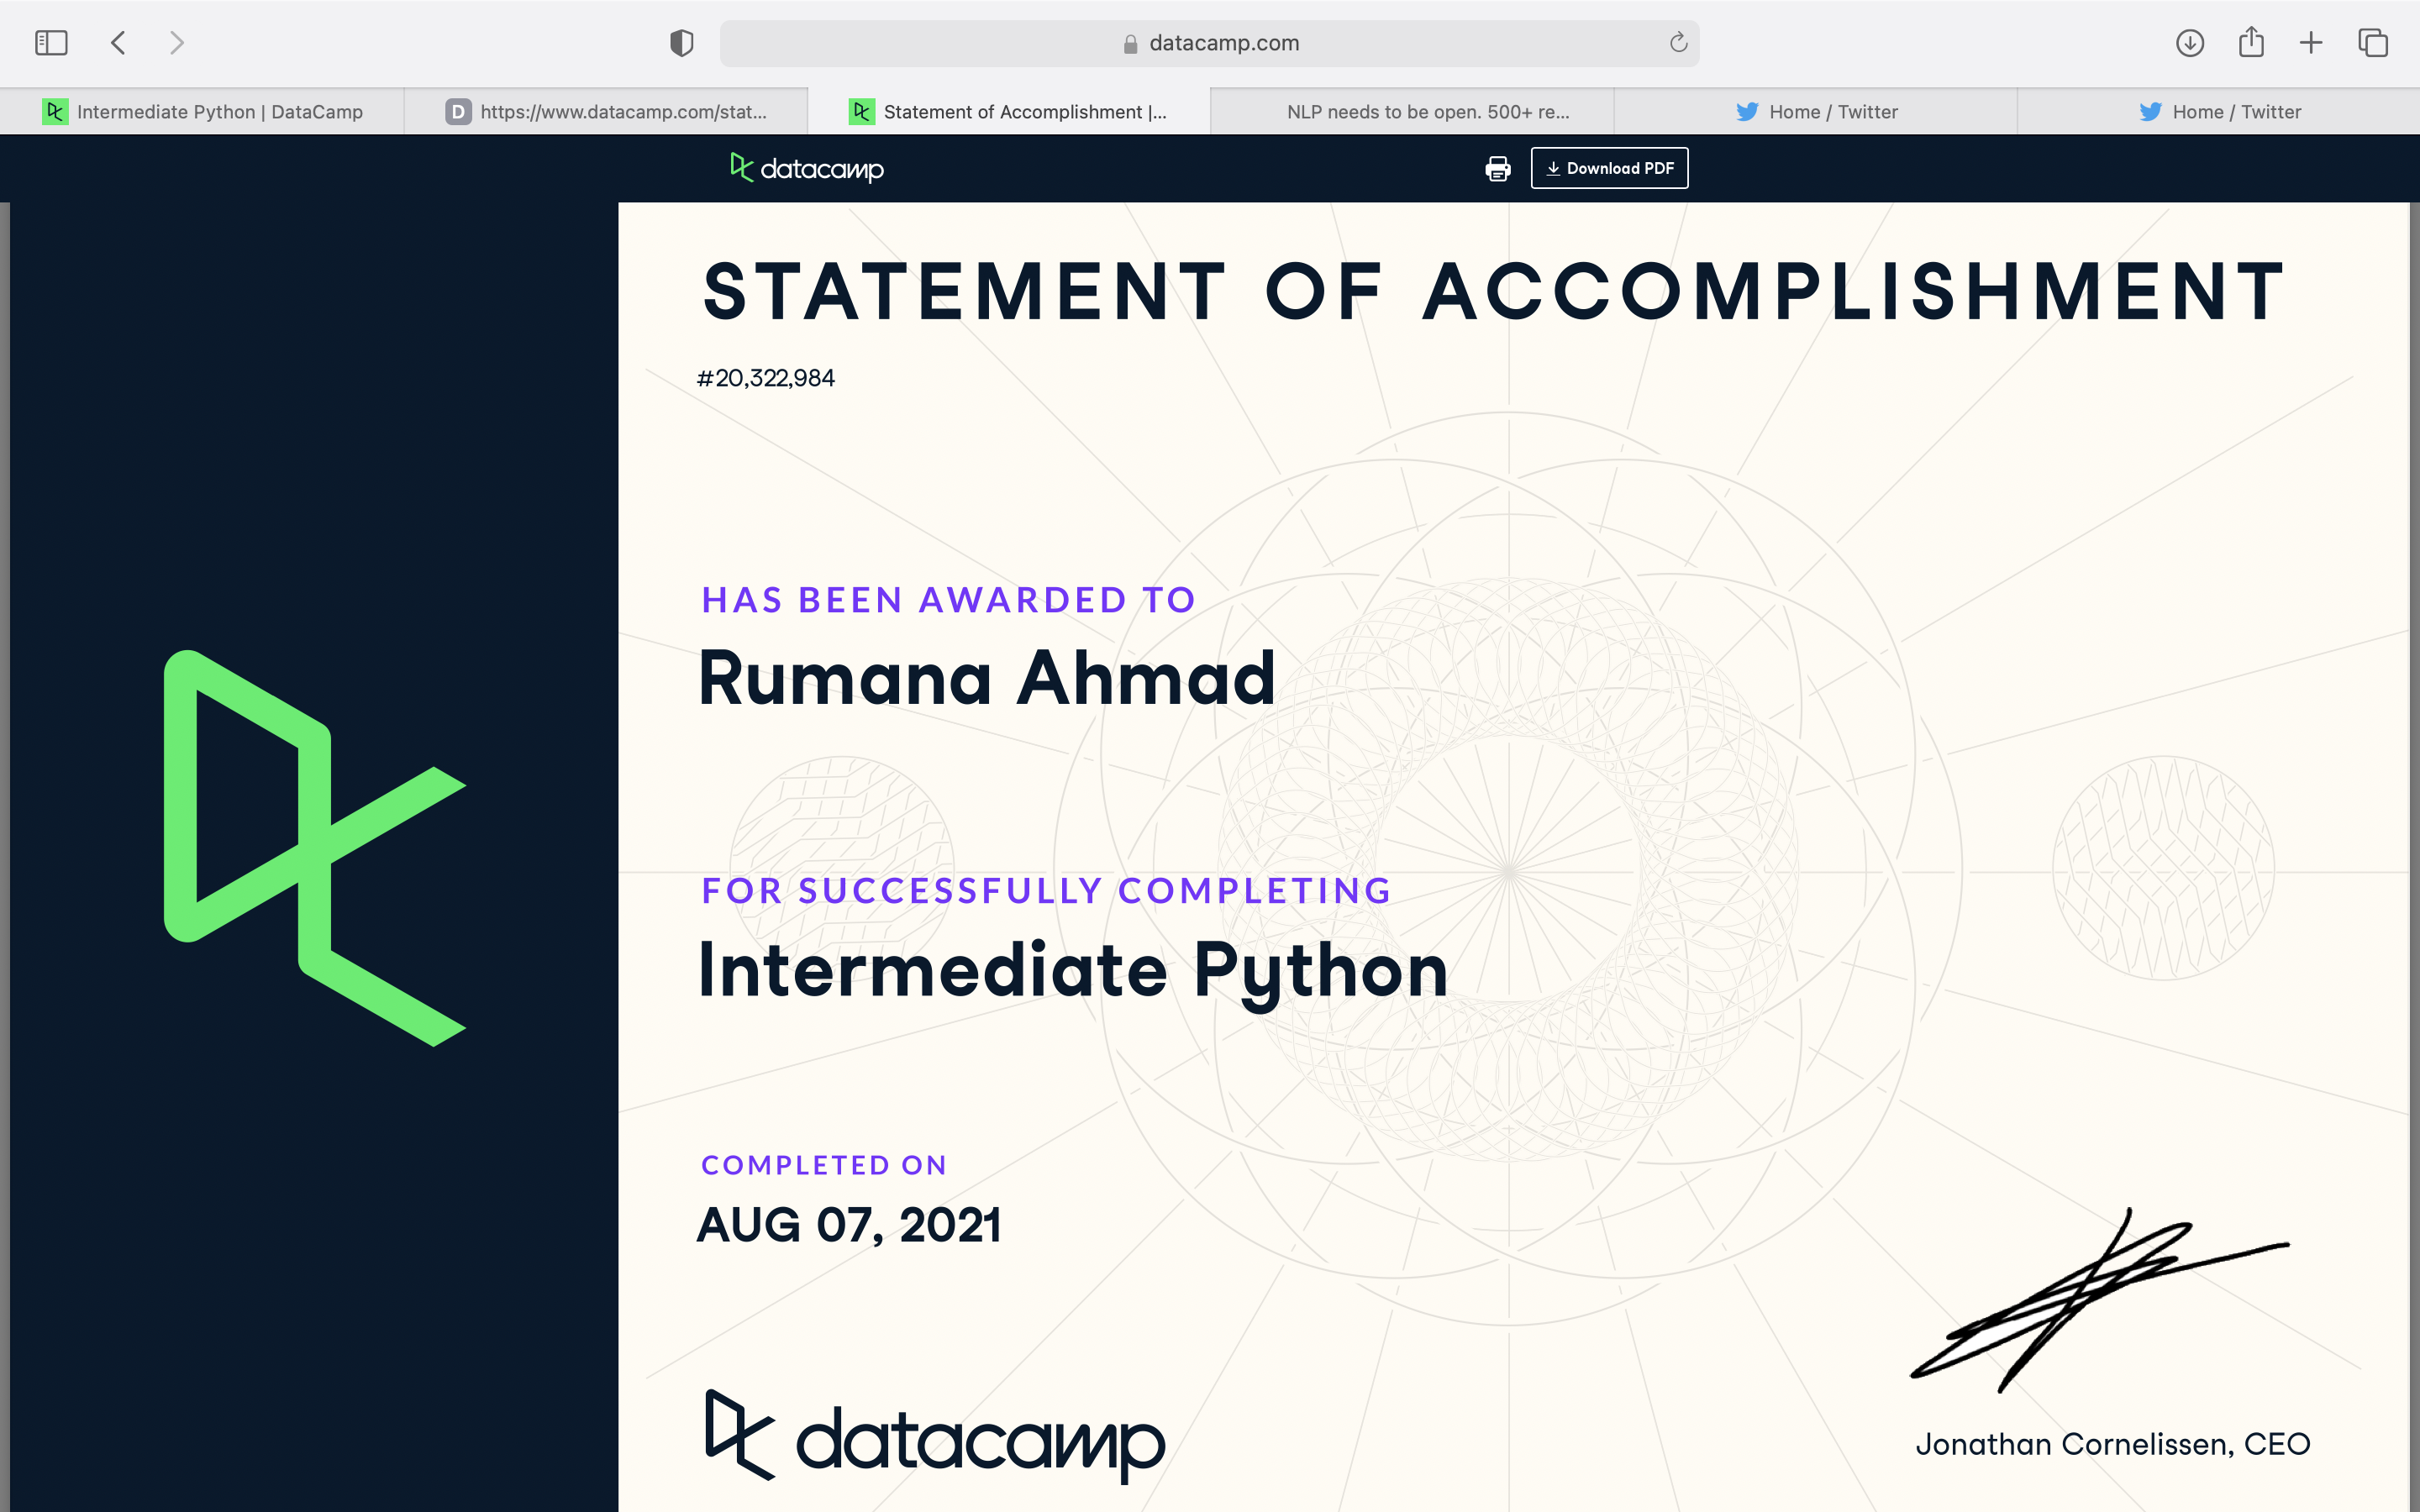 datacamp.com
Intermediate Python | DataCamp
D
https://www.datacamp.com/stat...
Statement of Accomplishment |...
NLP needs to be open. 500+ re...
Home / Twitter
Home / Twitter
datacamp
Download PDF
STATEMENT OF ACCOMPLISHMENT
#20,322,984
HAS BEEN AWARDED TO
Rumana Ahmad
FOR SUCCESSFULLY COMPLETING
Intermediate Python
COMPLETED ON
AUG 07, 2021
datacamp
Jonathan Cornelissen, CEO